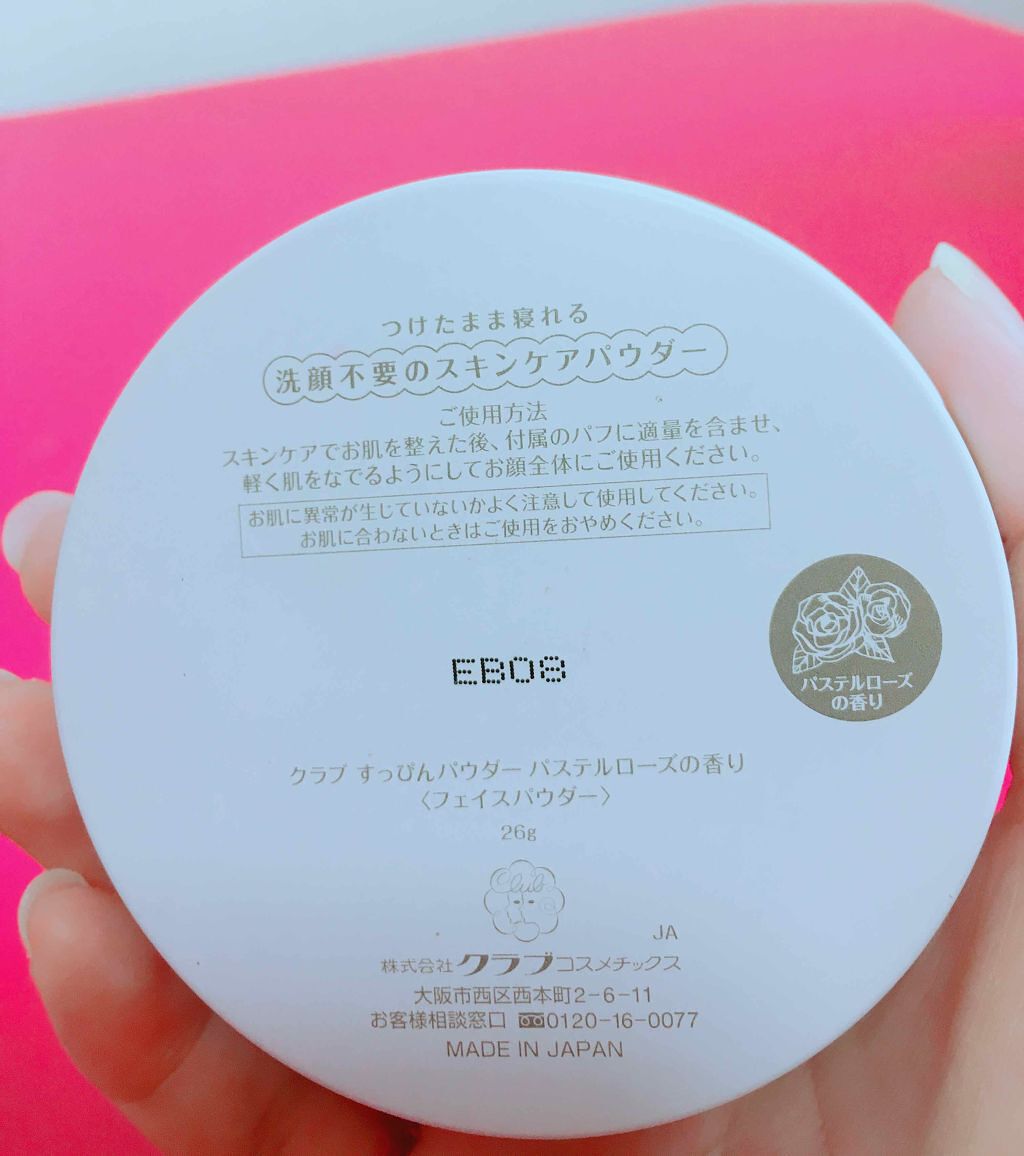 つけたまま寝れる
洗顔不要のスキンケアパウダー
ご使用方法
スキンケアでお肌を整えた後、付属のパフに適量を含ませ、
軽く肌をなでるようにしてお顔全体にご使用ください。
お肌に異常が生じていないかよく注意して使用してください。
お肌に合わないときはご使用をおやめください。
パステルローズ
の香り
EB08
クラブ すっぴんパウダー パステルローズの香り
〈フェイスパウダー〉
26g
Club
JA
株式会社クラブコスメチックス
大阪市西区西本町2-6-11
お客様相談窓口 0120-16-0077
MADE IN JAPAN